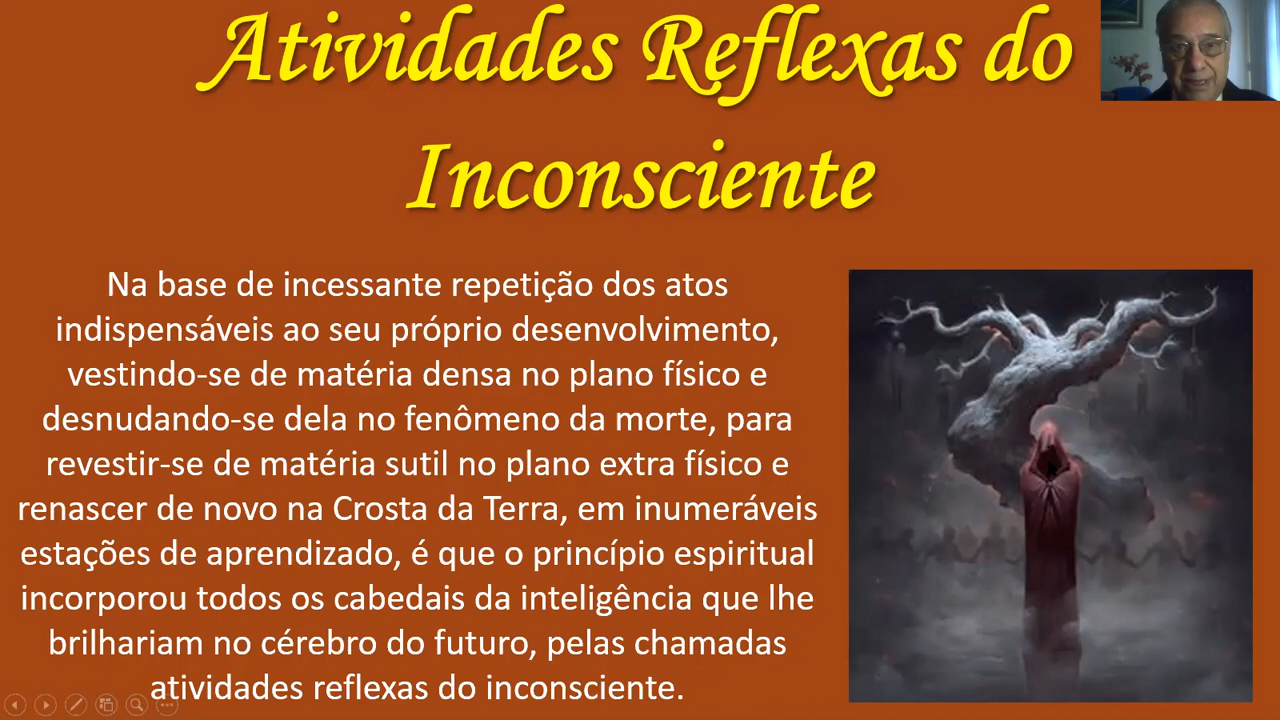 Atividades Reflexas do
Inconsciente
Na base de incessante repetição dos atos
indispensáveis ao seu próprio desenvolvimento,
vestindo-se de matéria densa no plano físico e
desnudando-se dela no fenômeno da morte, para
revestir-se de matéria sutil no plano extra físico e
renascer de novo na Crosta da Terra, em inumeráveis
estações de aprendizado, é que o princípio espiritual
incorporou todos os cabedais da inteligência que lhe
brilhariam no cérebro do futuro, pelas chamadas
atividades reflexas do inconsciente.